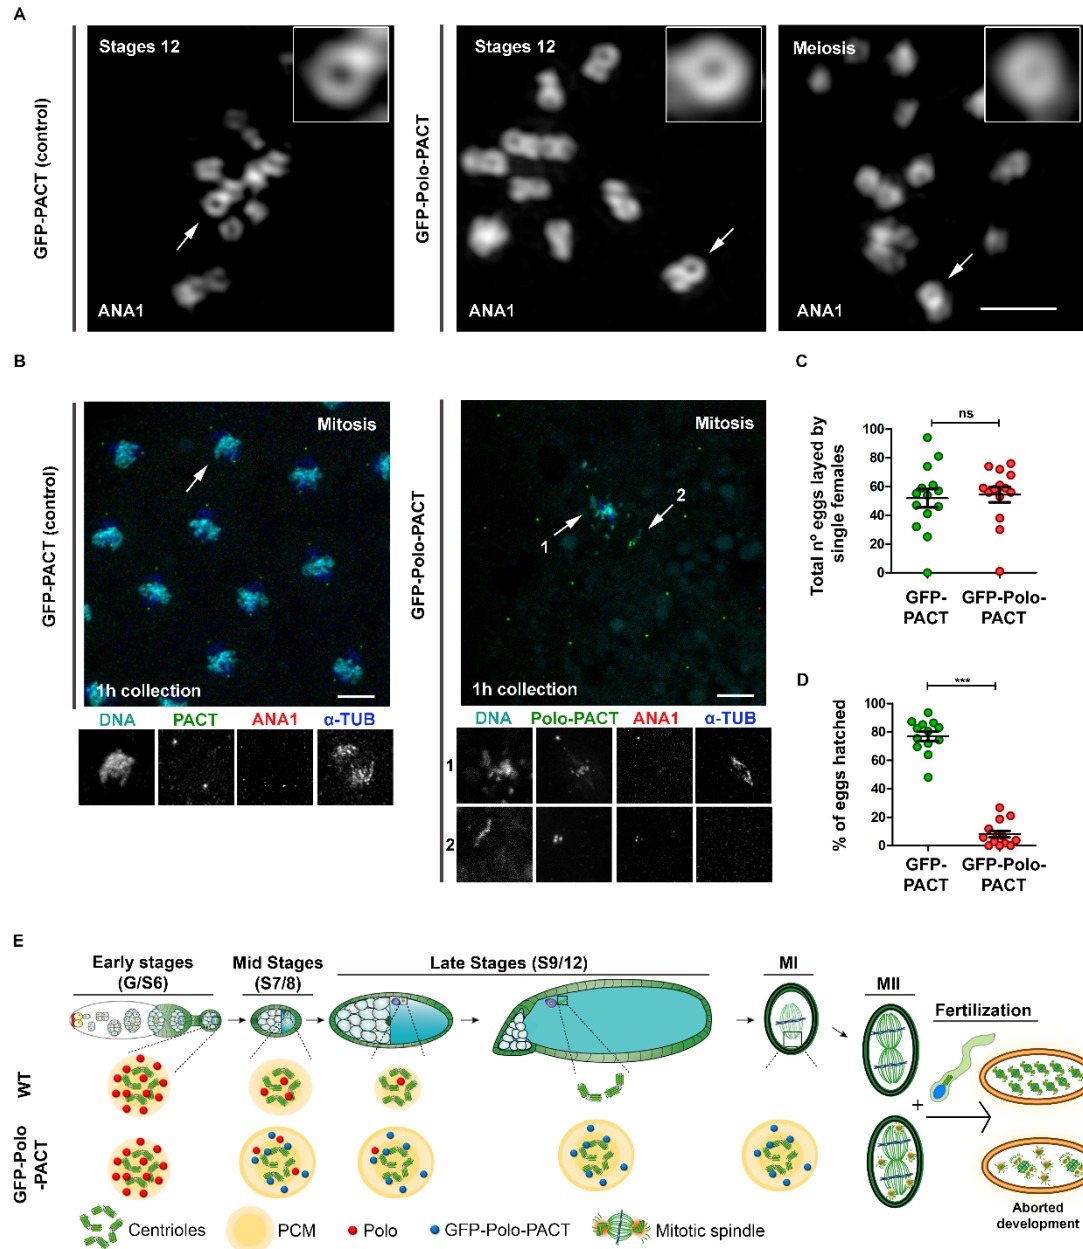 A
GFP-PACT (control)
Stages 12
ANA1
GFP-Polo-PACT
Stages 12
ANA1
Meiosis
ANA1
B
GFP-PACT (control)
Mitosis
1h collection
DNA
PACT
ANA1
α-TUB
GFP-Polo-PACT
Mitosis
1
2
1h collection
DNA
Polo-PACT
ANA1
α-TUB
1
2
C
Total nº eggs layed by
single females
ns
100
80
60
40
20
0
GFP-
PACT
GFP-Polo-
PACT
D
% of eggs hatched
***
100
80
60
40
20
0
GFP-
PACT
GFP-Polo-
PACT
E
Early stages
(G/S6)
Mid Stages
(S7/8)
Late Stages (S9/12)
MI
MII
Fertilization
WT
GFP-Polo
-PACT
+
Aborted
development
Centrioles
PCM
Polo
GFP-Polo-PACT
Mitotic spindle